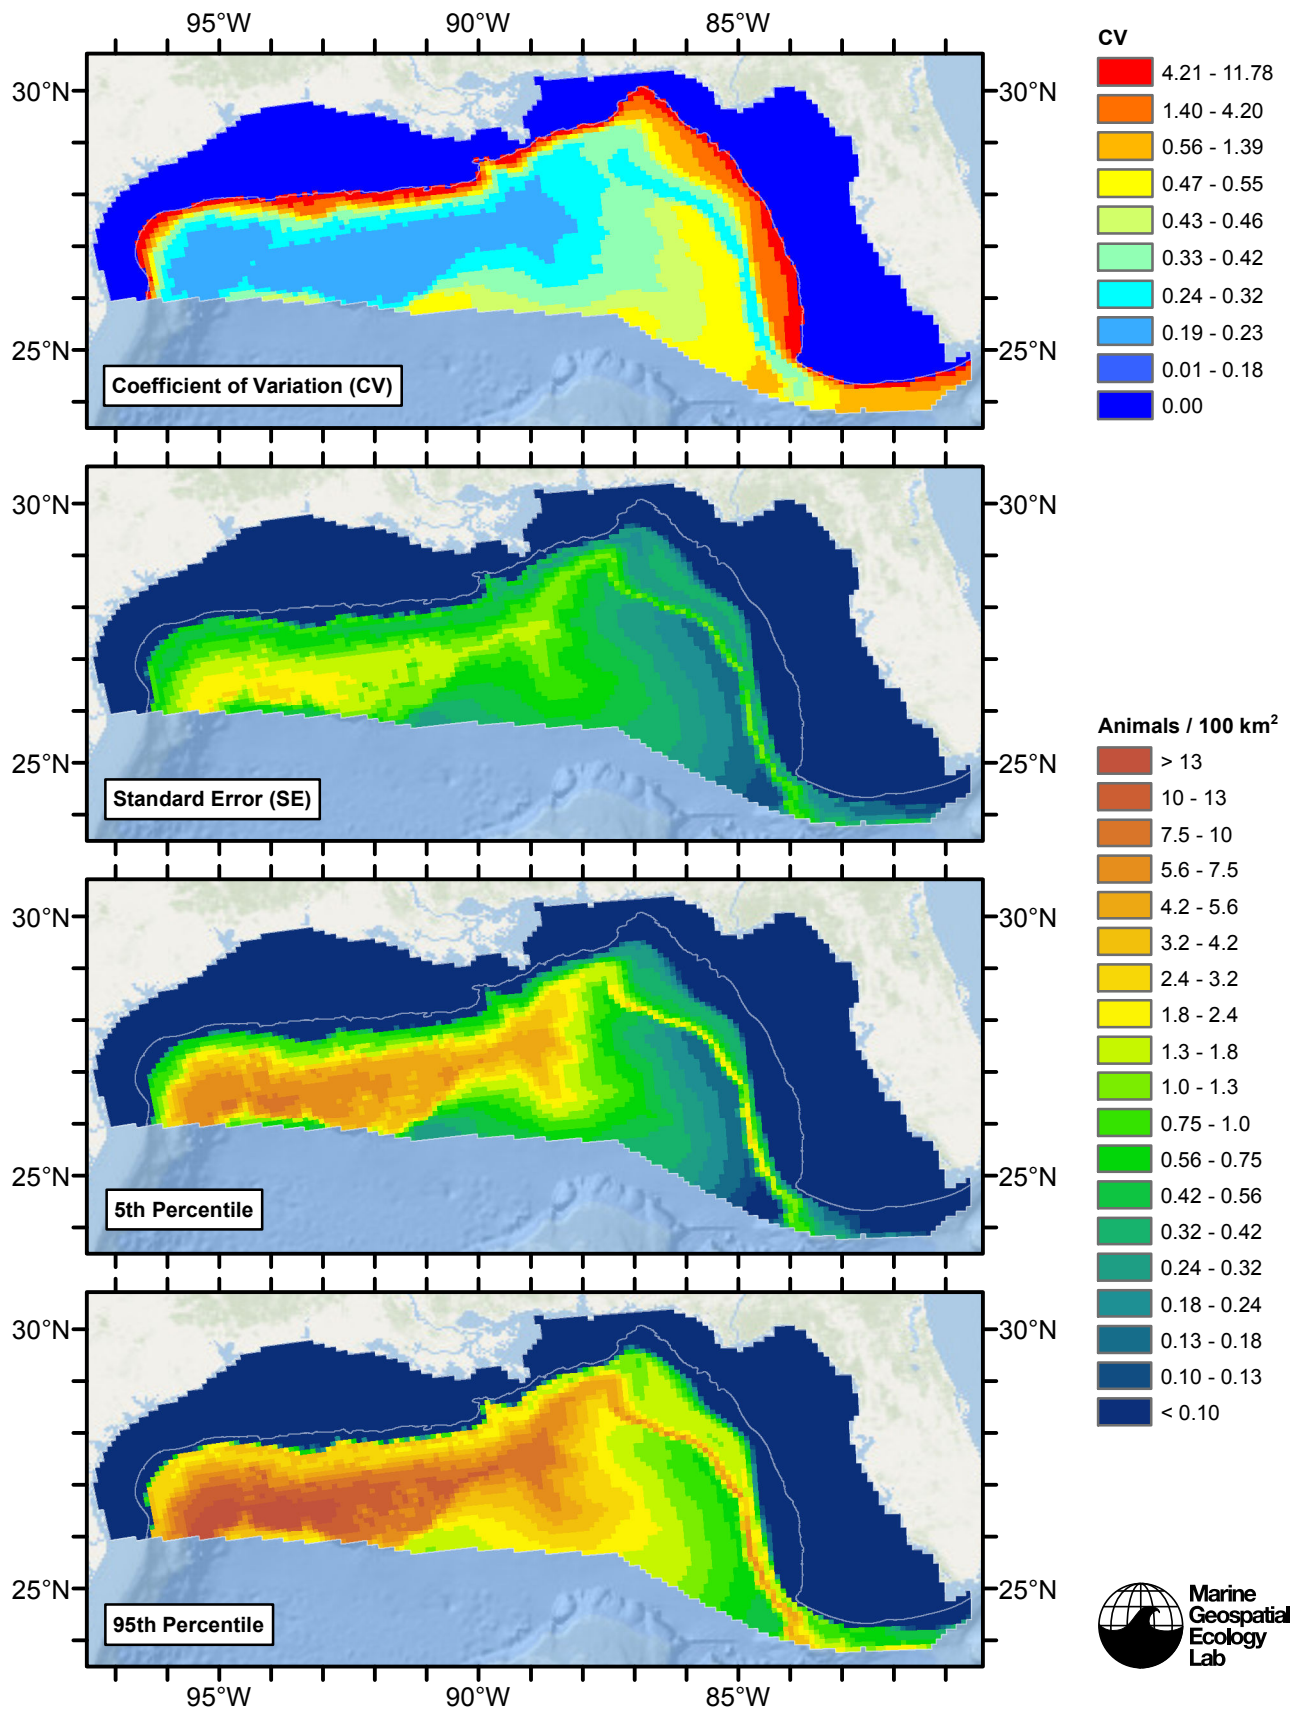 95°W 90°W 85°W
30°N 30°N
25°N 25°N
Coefficient of Variation (CV)
CV
4.21 - 11.78
1.40 - 4.20
0.56 - 1.39
0.47 - 0.55
0.43 - 0.46
0.33 - 0.42
0.24 - 0.32
0.19 - 0.23
0.01 - 0.18
0.00
30°N 30°N
25°N 25°N
Standard Error (SE)
30°N 30°N
25°N 25°N
5th Percentile
Animals / 100 km²
> 13
10 - 13
7.5 - 10
5.6 - 7.5
4.2 - 5.6
3.2 - 4.2
2.4 - 3.2
1.8 - 2.4
1.3 - 1.8
1.0 - 1.3
0.75 - 1.0
0.56 - 0.75
0.42 - 0.56
0.32 - 0.42
0.24 - 0.32
0.18 - 0.24
0.13 - 0.18
0.10 - 0.13
< 0.10
30°N 30°N
25°N 25°N
95th Percentile
95°W 90°W 85°W
Marine
Geospatial
Ecology
Lab